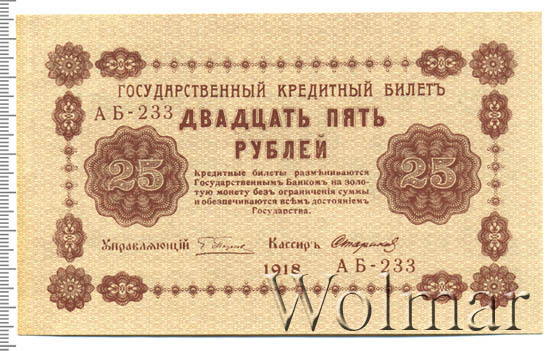 ГОСУДАРСТВЕННЫЙ КРЕДИТНЫЙ БИЛЕТЪ
АБ-233
ДВАДЦАТЬ ПЯТЬ
РУБЛЕЙ
25
25
Кредитные билеты размѣниваются
Государственнымъ Банкомъ на золо-
тую монету безъ ограниченія суммы
и обезпечиваются всѣмъ достояніемъ
Государства.
Управляющій
Кассиръ
1918
АБ-233
Wolmar